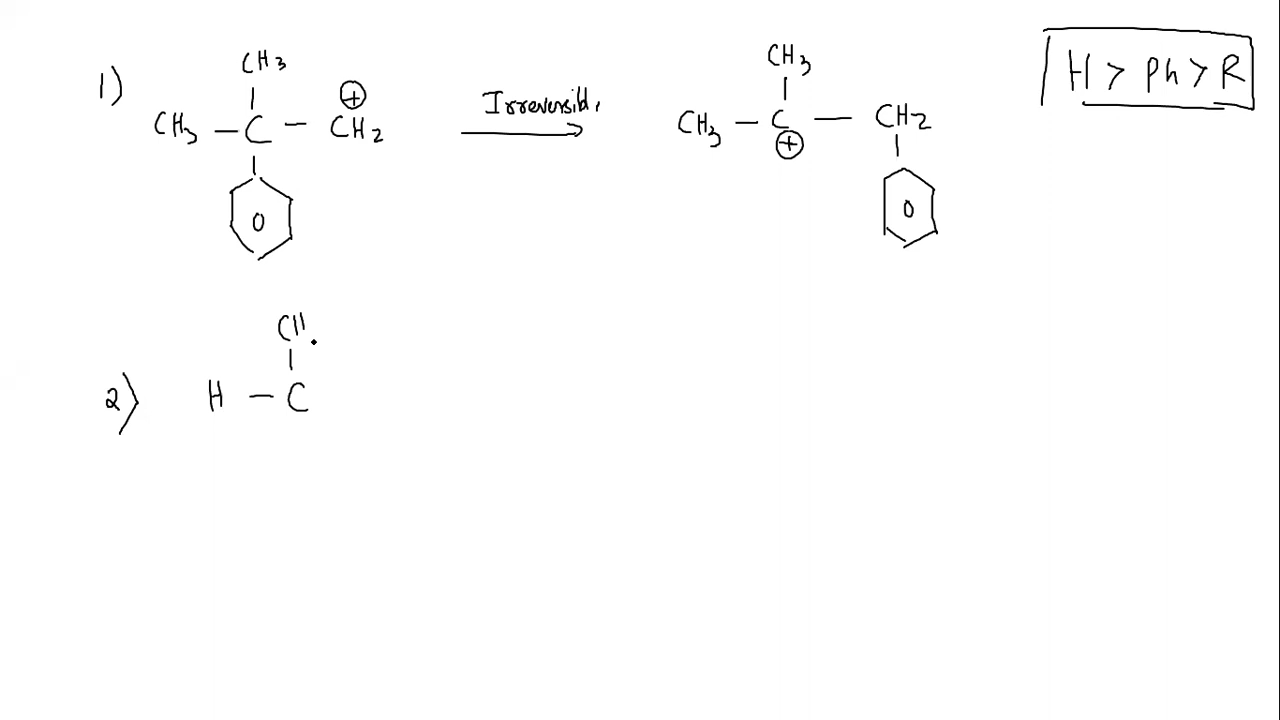 1)
CH3
CH3 – C – CH2
+
Irreversible
CH3
CH3 – C – CH2
+
H > Ph > R
2)
H – C